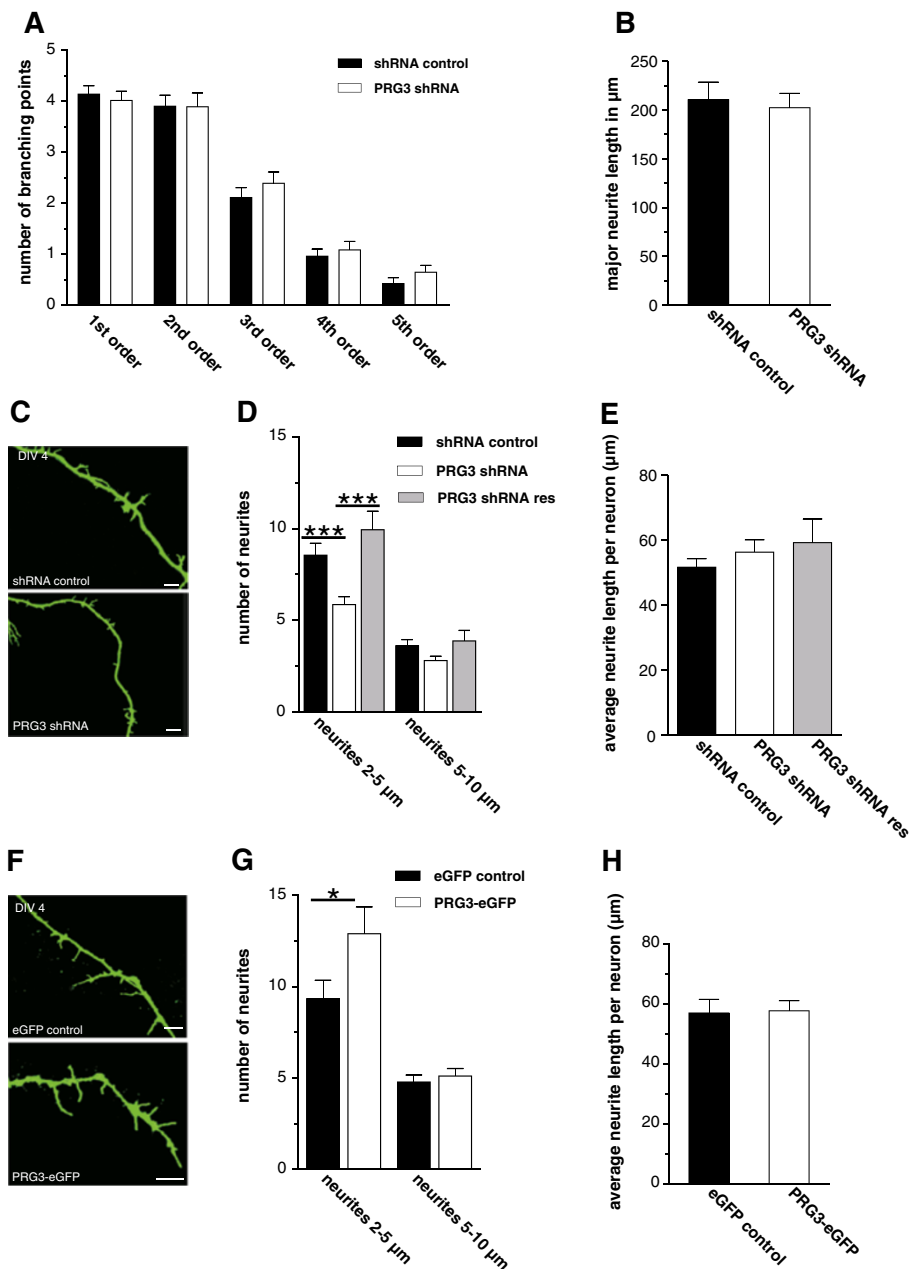 A
number of branching points
5
4
3
2
1
0
shRNA control
PRG3 shRNA
1st order
2nd order
3rd order
4th order
5th order
B
major neurite length in µm
250
200
150
100
50
0
shRNA control
PRG3 shRNA
C
DIV 4
shRNA control
PRG3 shRNA
D
number of neurites
15
10
5
0
shRNA control
PRG3 shRNA
PRG3 shRNA res
***
***
neurites 2-5 µm
neurites 5-10 µm
E
average neurite length per neuron (µm)
80
60
40
20
0
shRNA control
PRG3 shRNA
PRG3 shRNA res
F
DIV 4
eGFP control
PRG3-eGFP
G
number of neurites
15
10
5
0
eGFP control
PRG3-eGFP
*
neurites 2-5 µm
neurites 5-10 µm
H
average neurite length per neuron (µm)
80
60
40
20
0
eGFP control
PRG3-eGFP